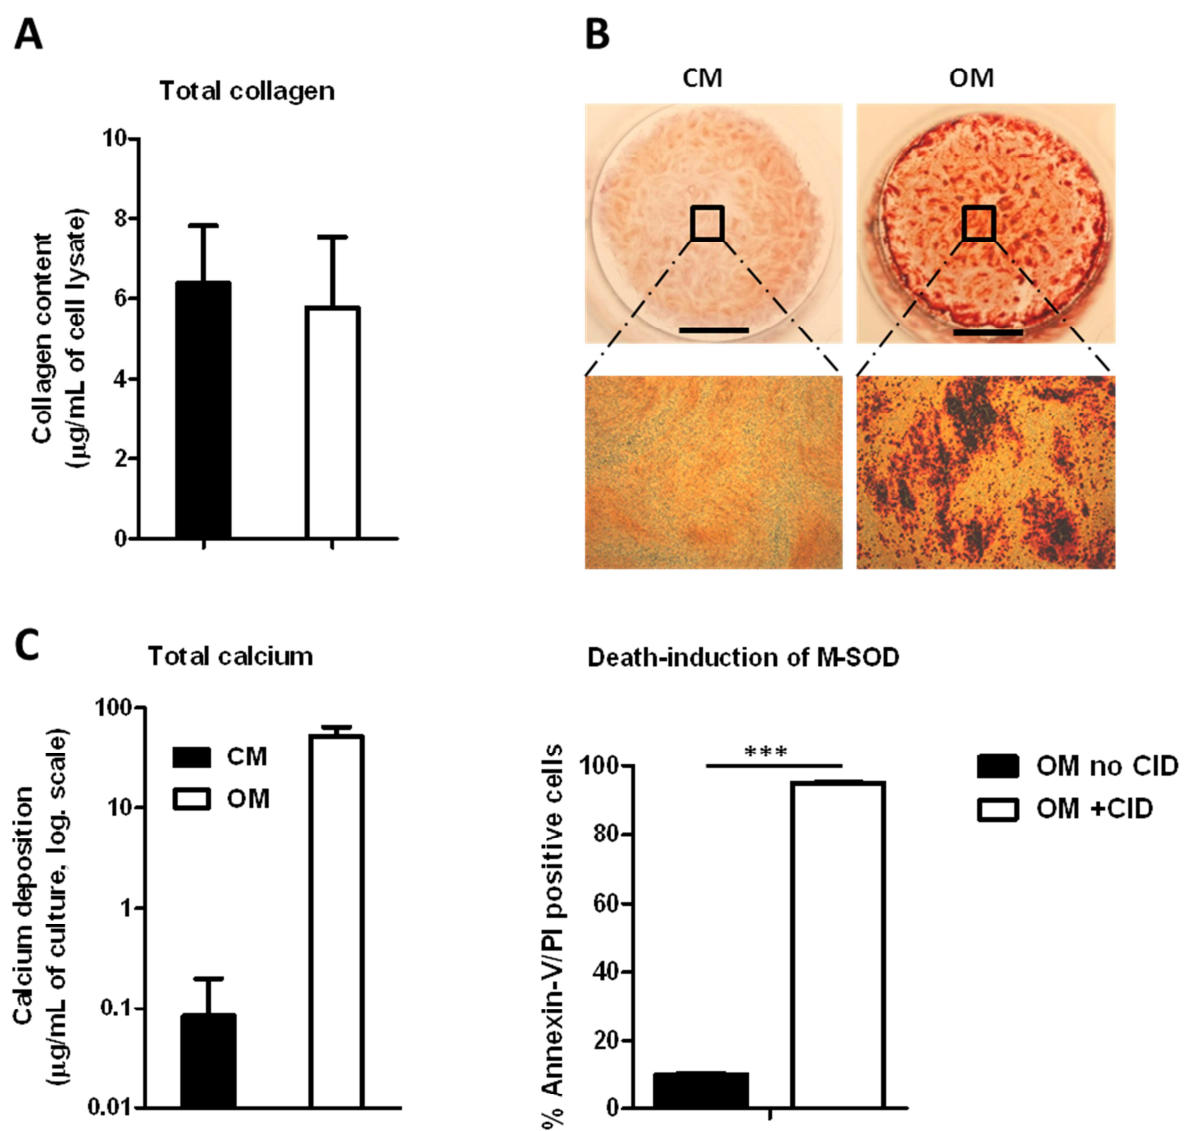 A
Total collagen
10
8
6
4
2
0
Collagen content
(µg/mL of cell lysate)
B
CM
OM
C
Total calcium
100
10
1
0.1
0.01
Calcium deposition
(µg/mL of culture, log. scale)
CM
OM
Death-induction of M-SOD
100
80
60
40
20
0
% Annexin-V/PI positive cells
***
OM no CID
OM +CID